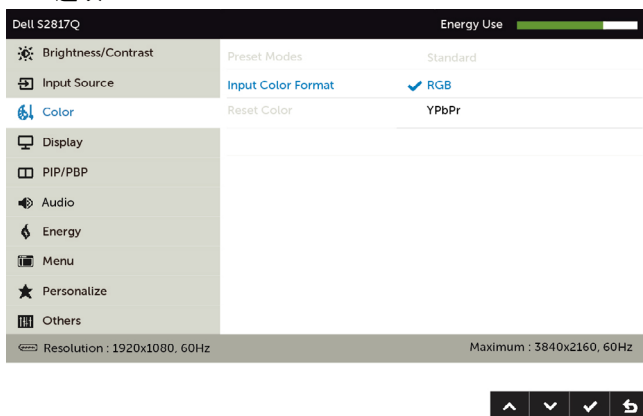 Dell S2817Q Energy Use
Brightness/Contrast Preset Modes Standard
Input Source Input Color Format RGB
Color Reset Color YPbPr
Display
PIP/PBP
Audio
Energy
Menu
Personalize
Others
Resolution : 1920x1080, 60Hz Maximum : 3840x2160, 60Hz